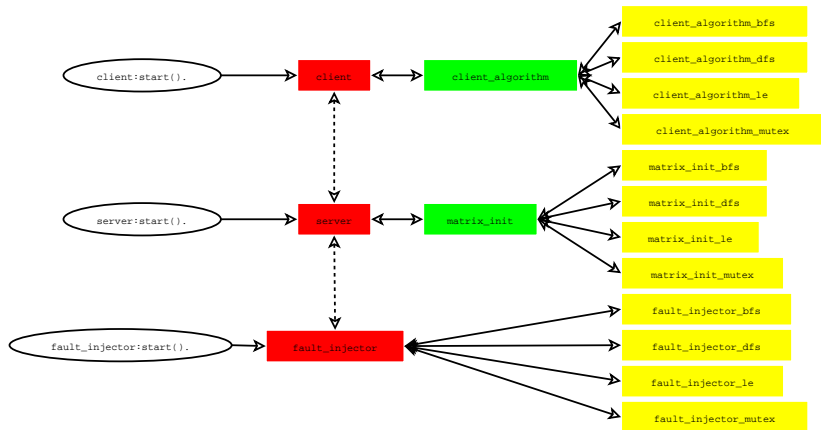 client_algorithm_bfs
client_algorithm_dfs
client:start().
client
client_algorithm
client_algorithm_le
client_algorithm_mutex
matrix_init_bfs
matrix_init_dfs
server:start().
server
matrix_init
matrix_init_le
matrix_init_mutex
fault_injector_bfs
fault_injector:start().
fault_injector
fault_injector_dfs
fault_injector_le
fault_injector_mutex